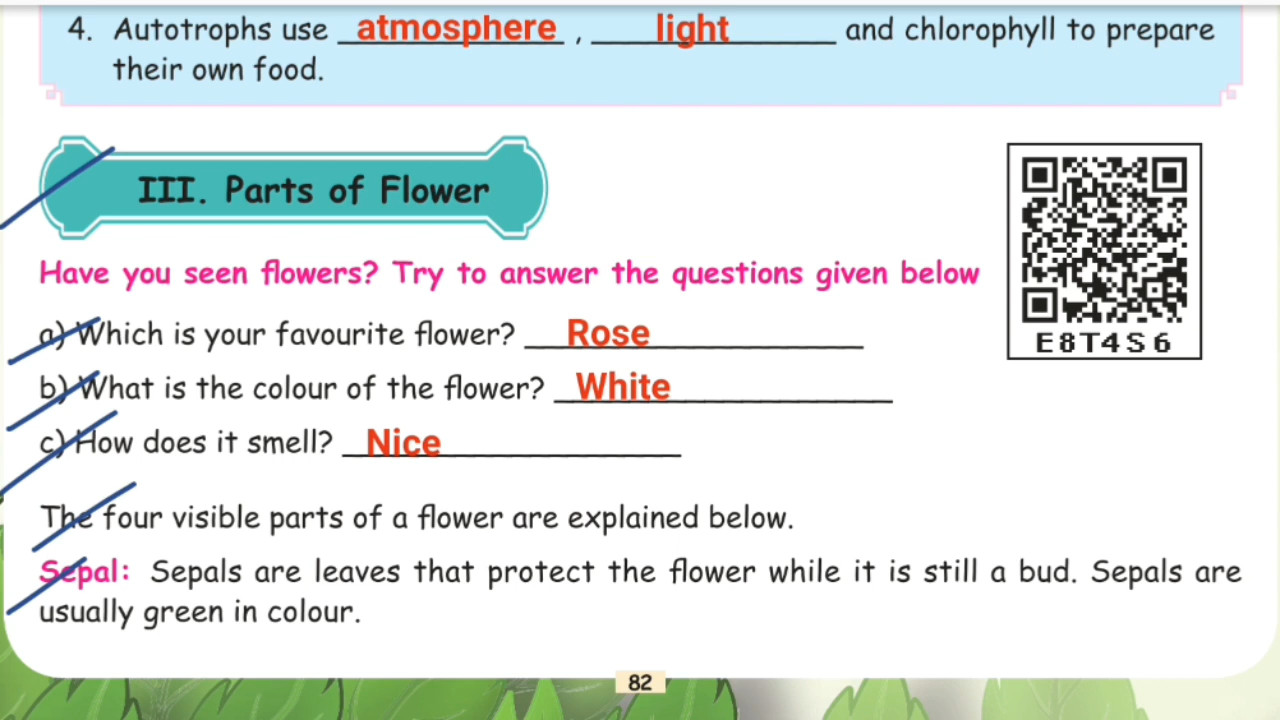 4. Autotrophs use atmosphere , light and chlorophyll to prepare
their own food.
III. Parts of Flower
Have you seen flowers? Try to answer the questions given below
a) Which is your favourite flower? Rose
b) What is the colour of the flower? White
c) How does it smell? Nice
E8T4S6
The four visible parts of a flower are explained below.
Sepal: Sepals are leaves that protect the flower while it is still a bud. Sepals are
usually green in colour.
82